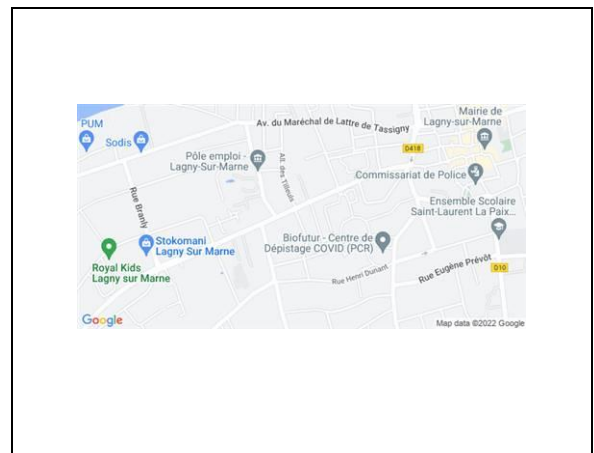 Mairie de
Lagny-sur-Marne
PUM
Av. du Maréchal de Lattre de Tassigny
Sodis
D418
Pôle emploi -
Lagny-Sur-Marne
All. des Tilleuls
Commissariat de Police
Rue Branly
Ensemble Scolaire
Saint-Laurent La Paix...
Stokomani
Lagny Sur Marne
Biofutur - Centre de
Dépistage COVID (PCR)
Royal Kids
Lagny sur Marne
Rue Henri Dunant
Rue Eugène Prévôt
D10
Google
Map data ©2022 Google